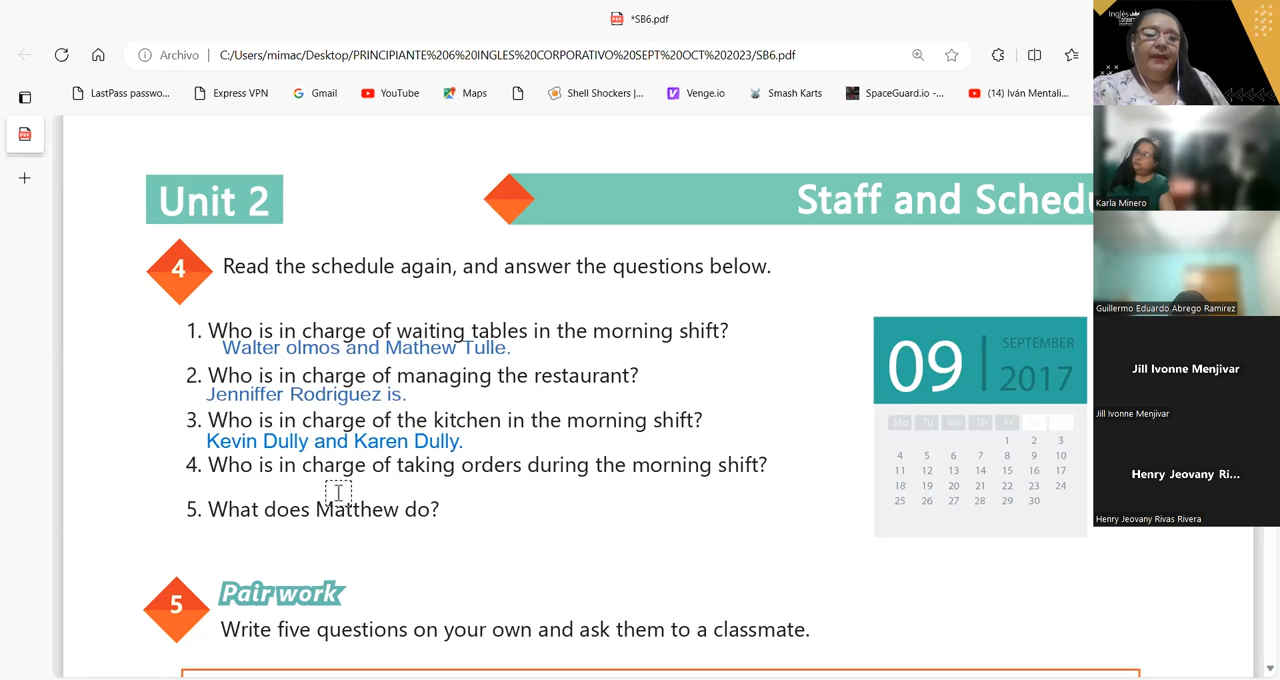 *SB6.pdf
Archivo
C:/Users/mimac/Desktop/PRINCIPIANTE%206%20INGLES%20CORPORATIVO%20SEPT%20OCT%202023/SB6.pdf
LastPass passwo...
Express VPN
Gmail
YouTube
Maps
Shell Shockers |...
Venge.io
Smash Karts
SpaceGuard.io -...
(14) Iván Mentali...
Unit 2
Staff and Schedu
4
Read the schedule again, and answer the questions below.
1. Who is in charge of waiting tables in the morning shift?
Walter olmos and Mathew Tulle.
2. Who is in charge of managing the restaurant?
Jenniffer Rodriguez is.
3. Who is in charge of the kitchen in the morning shift?
Kevin Dully and Karen Dully.
4. Who is in charge of taking orders during the morning shift?
5. What does Matthew do?
09
SEPTEMBER
2017
Mo Tu We Th Fr
1 2 3
4 5 6 7 8 9 10
11 12 13 14 15 16 17
18 19 20 21 22 23 24
25 26 27 28 29 30
5
Pair work
Write five questions on your own and ask them to a classmate.
Inglés
Karla Minero
Guillermo Eduardo Abrego Ramirez
Jill Ivonne Menjivar
Jill Ivonne Menjivar
Henry Jeovany Ri...
Henry Jeovany Rivas Rivera